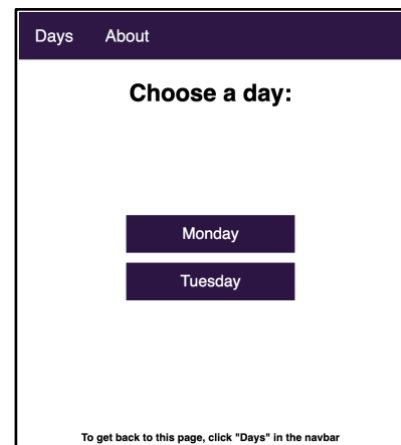 Days About
Choose a day:
Monday
Tuesday
To get back to this page, click "Days" in the navbar